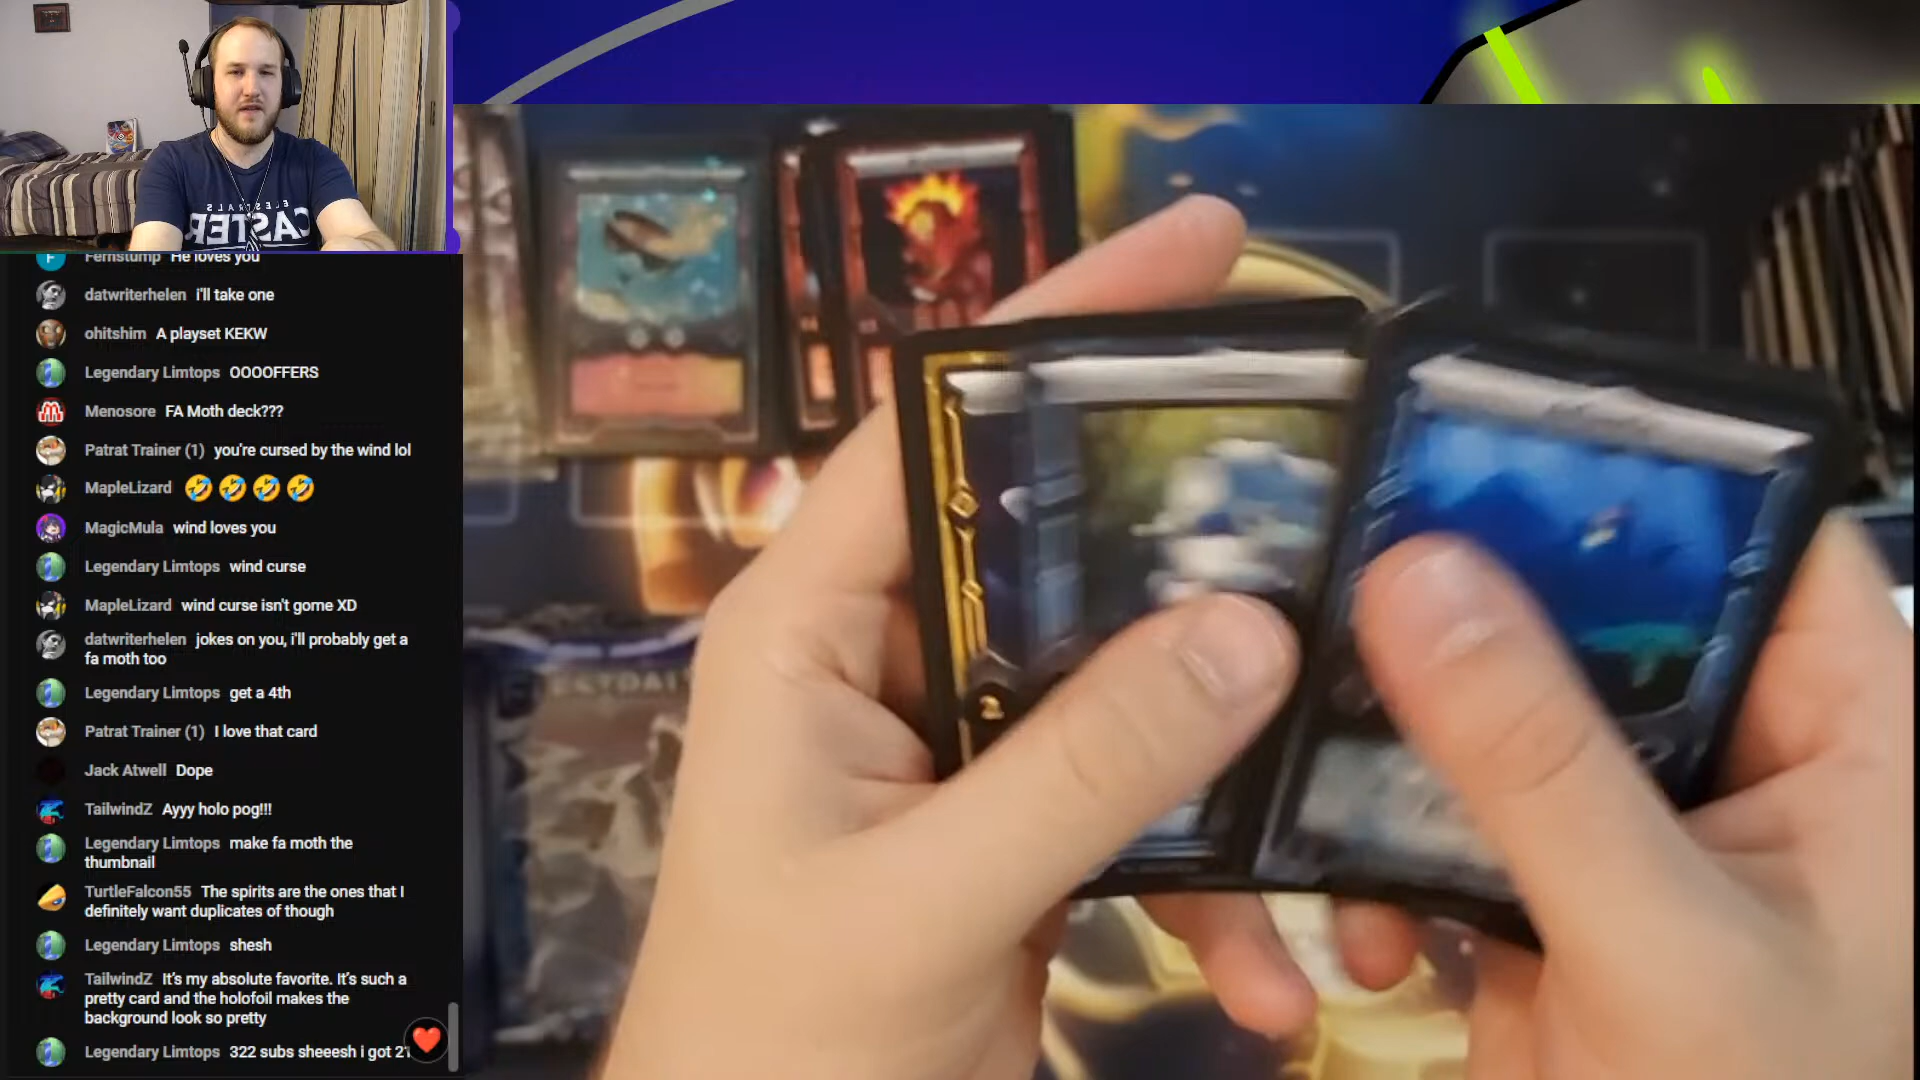 ELESTRALS
CASTER
Fernstump He loves you
datwriterhelen i'll take one
ohitshim A playset KEKW
Legendary Limtops OOOOFFERS
Menosore FA Moth deck???
Patrat Trainer (1) you're cursed by the wind lol
MapleLizard 🤣 🤣 🤣 🤣
MagicMula wind loves you
Legendary Limtops wind curse
MapleLizard wind curse isn't gome XD
datwriterhelen jokes on you, i'll probably get a
fa moth too
Legendary Limtops get a 4th
Patrat Trainer (1) I love that card
Jack Atwell Dope
TailwindZ Ayyy holo pog!!!
Legendary Limtops make fa moth the
thumbnail
TurtleFalcon55 The spirits are the ones that I
definitely want duplicates of though
Legendary Limtops shesh
TailwindZ It's my absolute favorite. It's such a
pretty card and the holofoil makes the
background look so pretty
Legendary Limtops 322 subs sheeesh i got 21
2